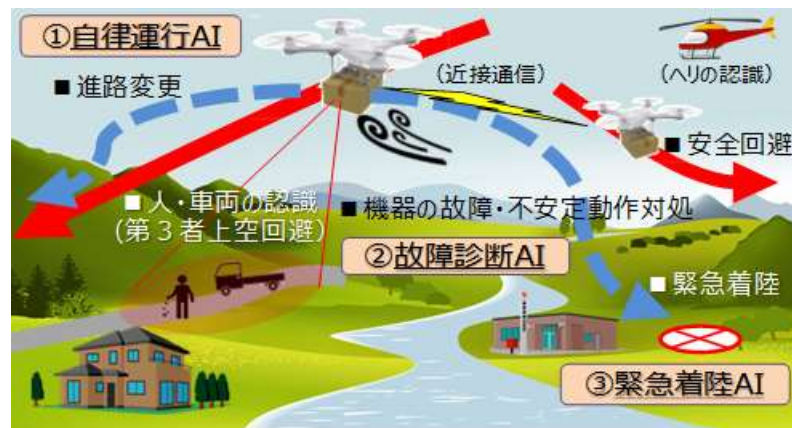 ①自律運行AI
■進路変更
(近接通信)
(ヘリの認識)
■安全回避
■人・車両の認識
(第３者上空回避)
■機器の故障・不安定動作対処
②故障診断AI
■緊急着陸
③緊急着陸AI